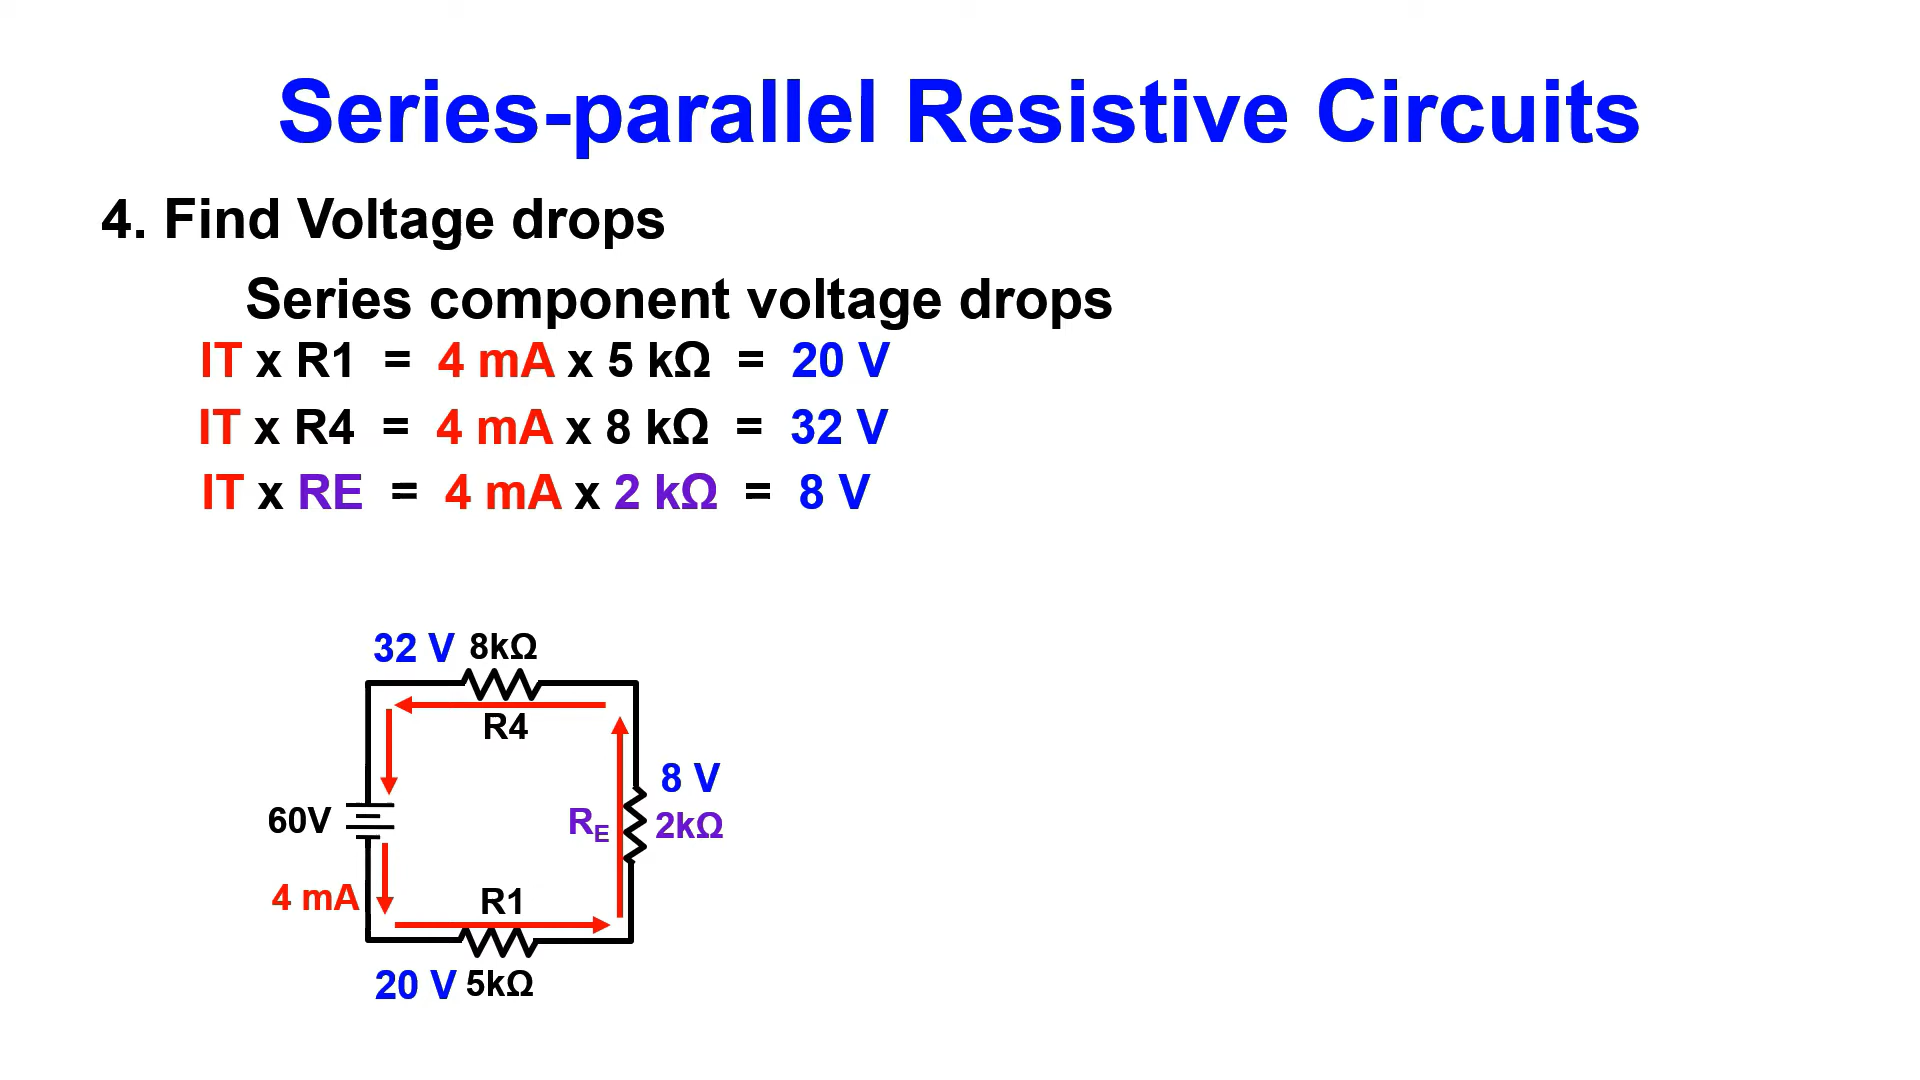 Series-parallel Resistive Circuits
4. Find Voltage drops
Series component voltage drops
IT x R1 = 4 mA x 5 kΩ = 20 V
IT x R4 = 4 mA x 8 kΩ = 32 V
IT x RE = 4 mA x 2 kΩ = 8 V
32 V 8kΩ
R4
8 V
60V
RE
2kΩ
4 mA
R1
20 V 5kΩ